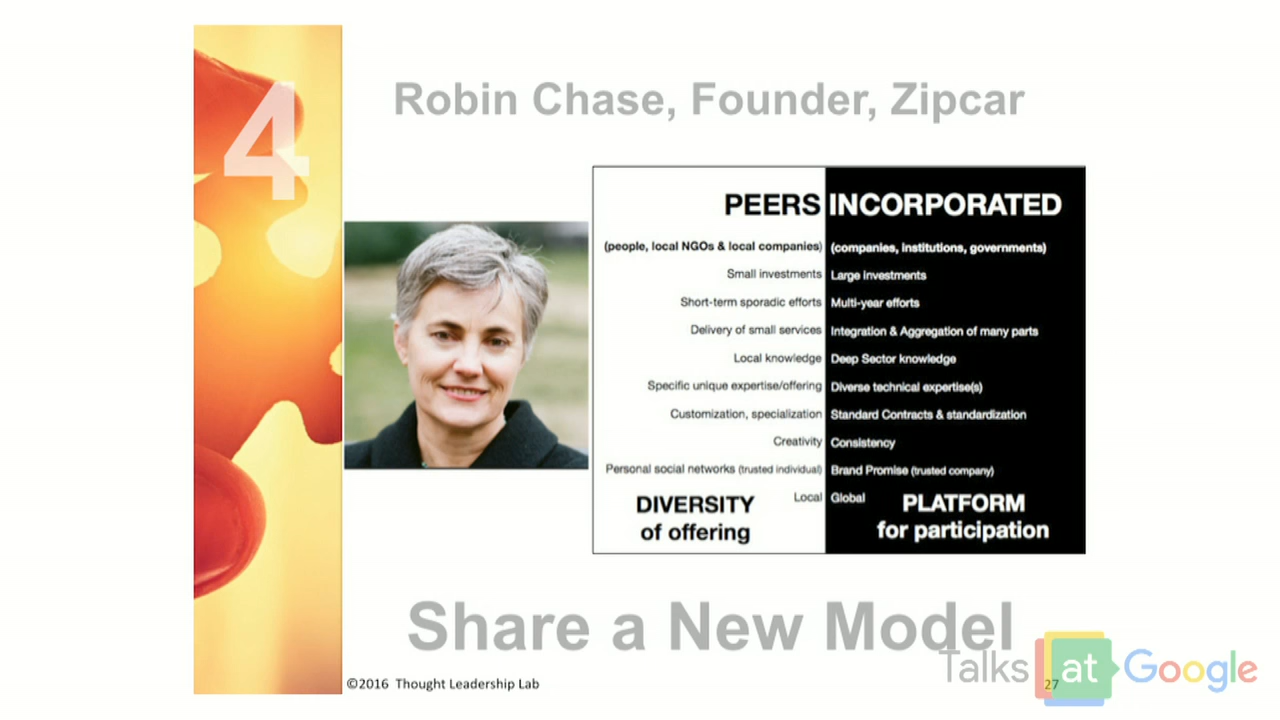 4
Robin Chase, Founder, Zipcar
PEERS INCORPORATED
(people, local NGOs & local companies) (companies, institutions, governments)
Small investments Large investments
Short-term sporadic efforts Multi-year efforts
Delivery of small services Integration & Aggregation of many parts
Local knowledge Deep Sector knowledge
Specific unique expertise/offering Diverse technical expertise(s)
Customization, specialization Standard Contracts & standardization
Creativity Consistency
Personal social networks (trusted individual) Brand Promise (trusted company)
Local Global
DIVERSITY PLATFORM
of offering for participation
Share a New Model
©2016 Thought Leadership Lab
27
Talks at Google